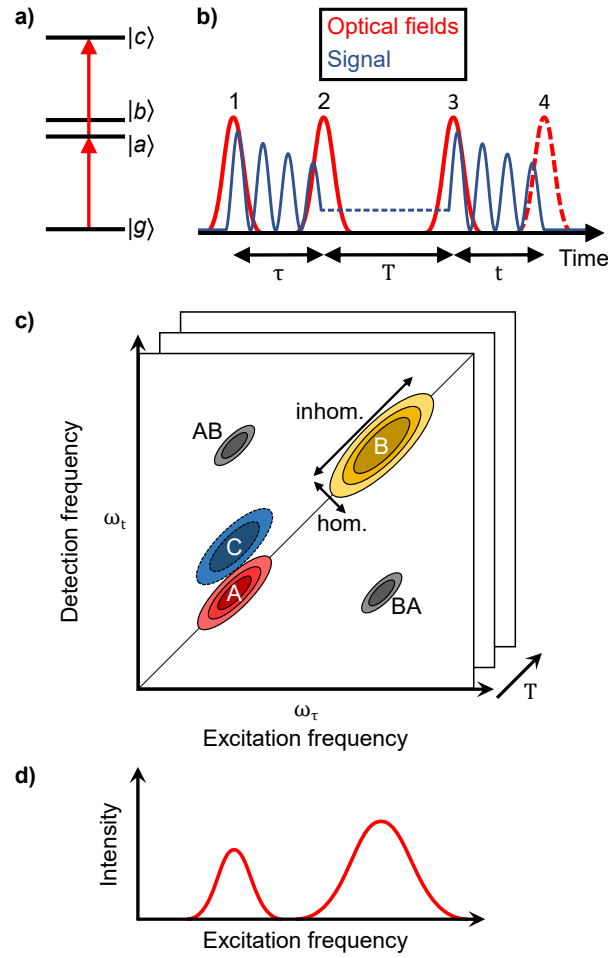 a)
|c⟩
|b⟩
|a⟩
|g⟩
b)
Optical fields
Signal
1
2
3
4
Time
τ
T
t
c)
Detection frequency
ω_t
inhom.
hom.
AB
B
C
A
BA
T
ω_τ
Excitation frequency
d)
Intensity
Excitation frequency